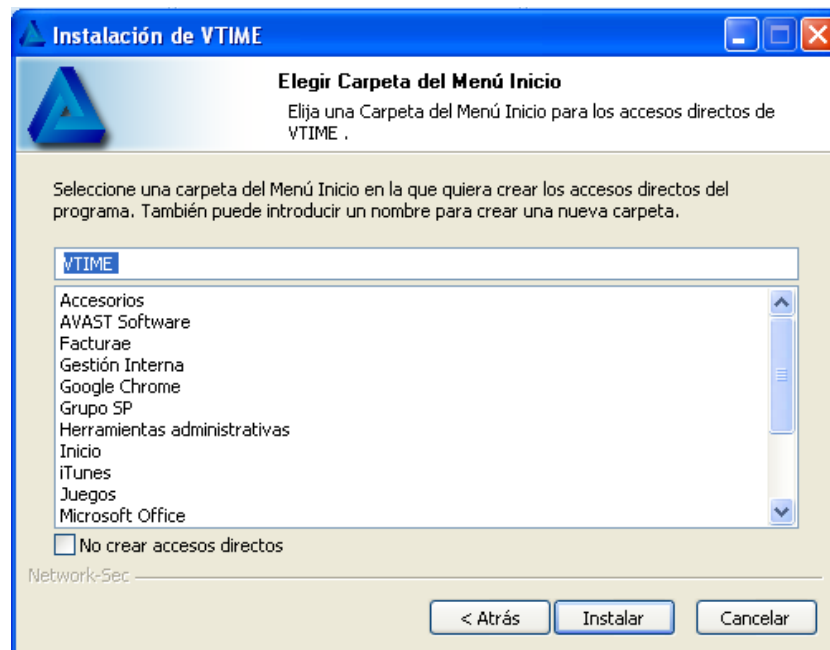 Instalación de VTIME
Elegir Carpeta del Menú Inicio
Elija una Carpeta del Menú Inicio para los accesos directos de
VTIME .
Seleccione una carpeta del Menú Inicio en la que quiera crear los accesos directos del
programa. También puede introducir un nombre para crear una nueva carpeta.
VTIME
Accesorios
AVAST Software
Facturae
Gestión Interna
Google Chrome
Grupo SP
Herramientas administrativas
Inicio
iTunes
Juegos
Microsoft Office
No crear accesos directos
Network-Sec
< Atrás
Instalar
Cancelar